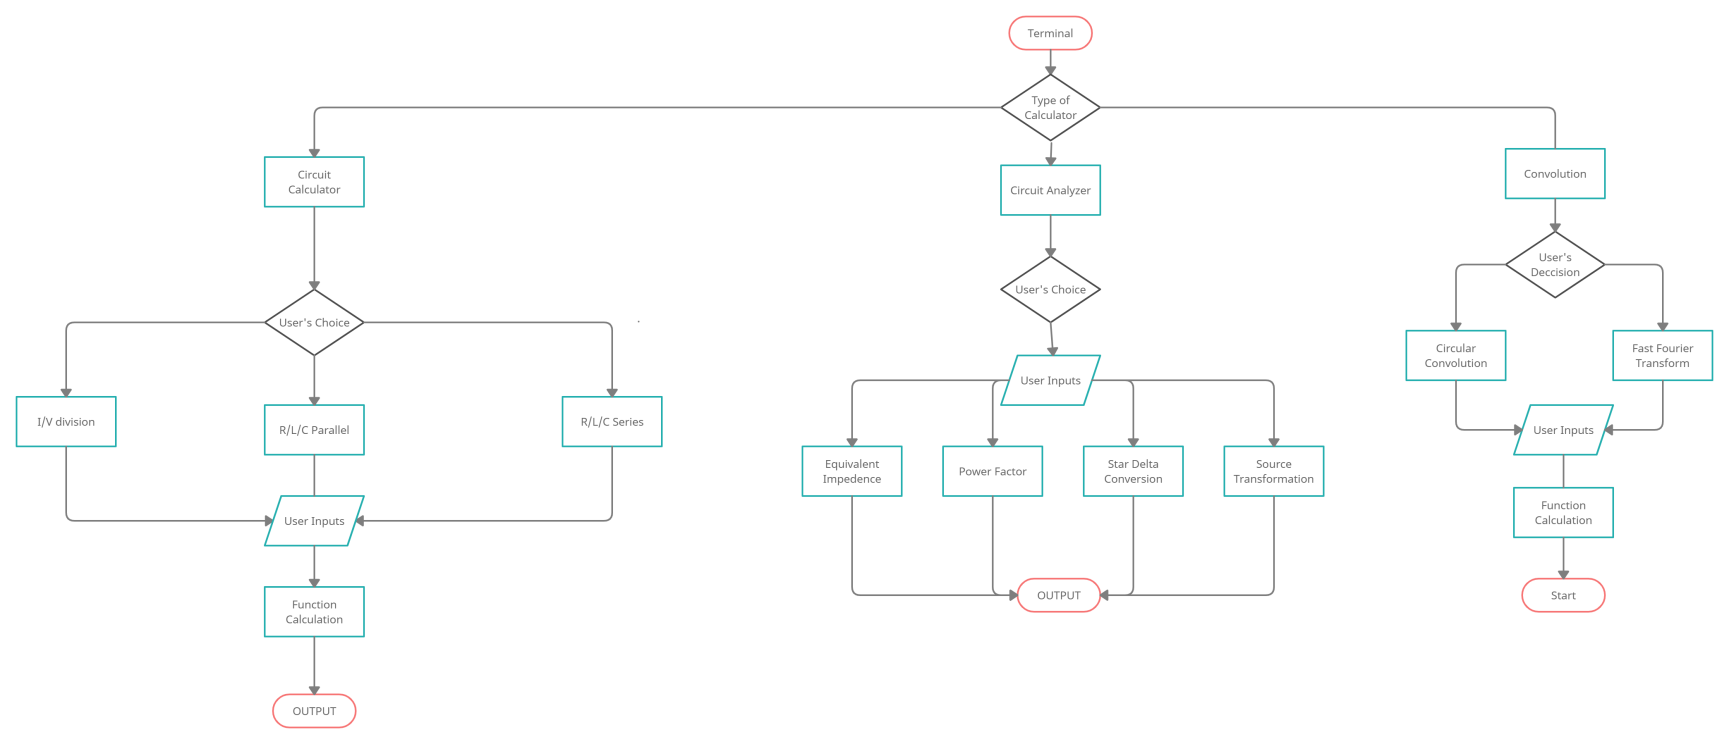 Terminal
Type of
Calculator
Circuit
Calculator
Circuit Analyzer
Convolution
User's
Deccision
User's Choice
User's Choice
Circular
Convolution
Fast Fourier
Transform
User Inputs
I/V division
R/L/C Parallel
R/L/C Series
User Inputs
Equivalent
Impedence
Power Factor
Star Delta
Conversion
Source
Transformation
User Inputs
Function
Calculation
Function
Calculation
OUTPUT
Start
OUTPUT